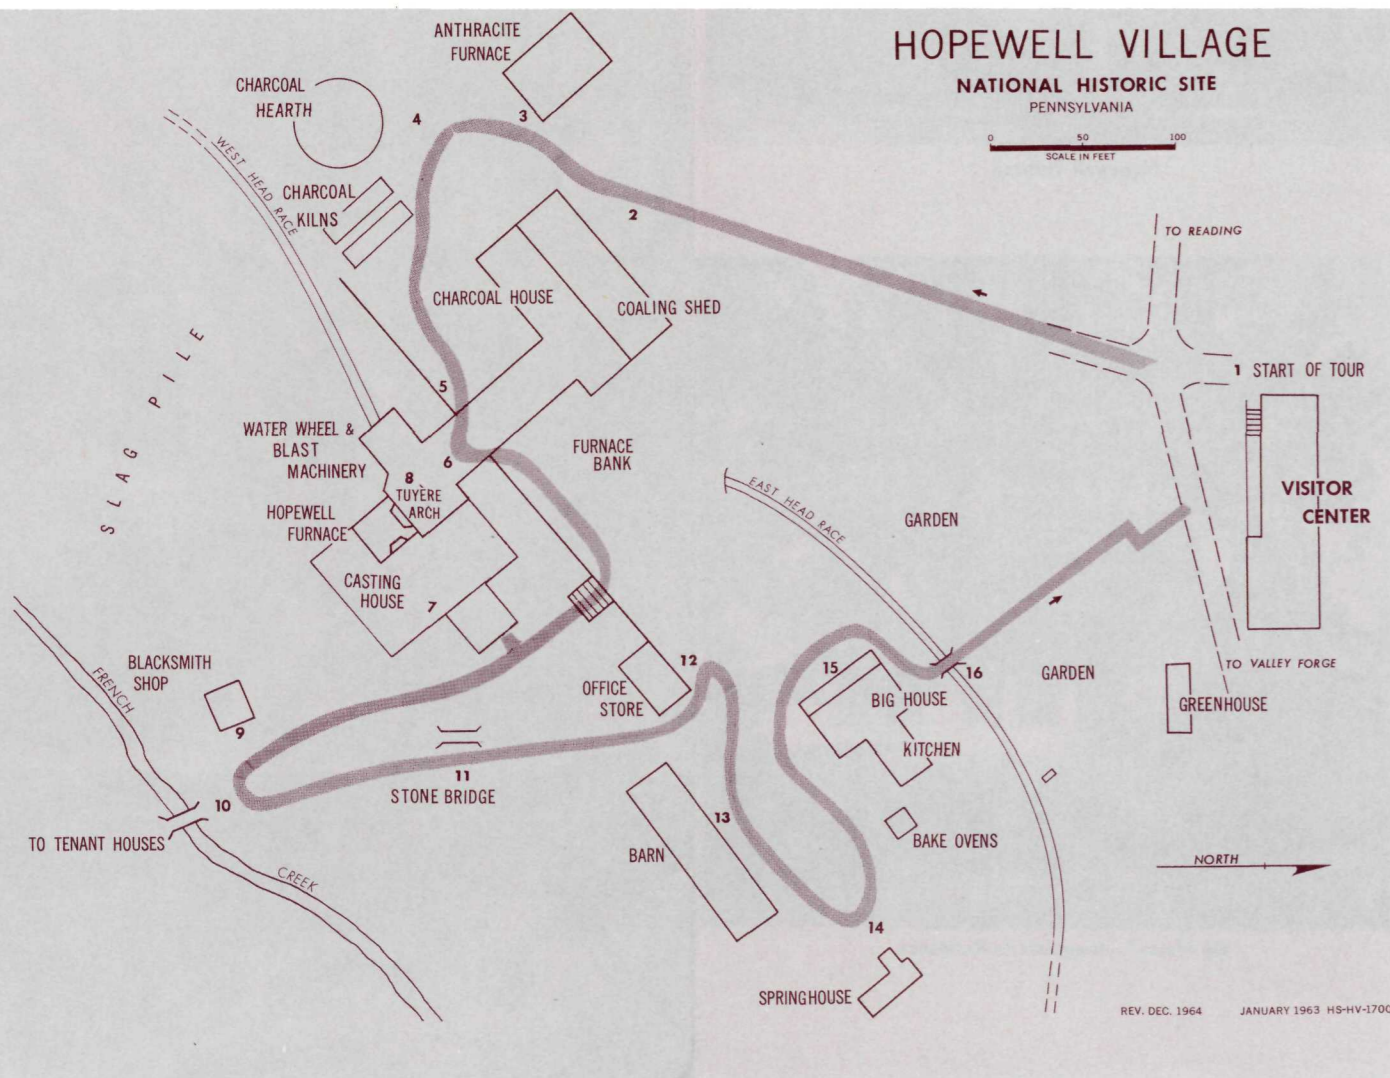 HOPEWELL VILLAGE
NATIONAL HISTORIC SITE
PENNSYLVANIA
0 50 100
SCALE IN FEET
ANTHRACITE
FURNACE
CHARCOAL
HEARTH
4
3
WEST HEAD RACE
CHARCOAL
KILNS
2
TO READING
CHARCOAL HOUSE
COALING SHED
SLAG PILE
5
1 START OF TOUR
WATER WHEEL &
BLAST
MACHINERY
6
FURNACE
BANK
8
TUYÈRE
ARCH
HOPEWELL
FURNACE
EAST HEAD RACE
GARDEN
VISITOR
CENTER
CASTING
HOUSE
7
BLACKSMITH
SHOP
FRENCH
9
12
OFFICE
STORE
15
BIG HOUSE
16
GARDEN
TO VALLEY FORGE
GREENHOUSE
KITCHEN
10
11
STONE BRIDGE
TO TENANT HOUSES
13
BARN
BAKE OVENS
CREEK
NORTH
14
SPRINGHOUSE
REV. DEC. 1964 JANUARY 1963 HS-HV-1700